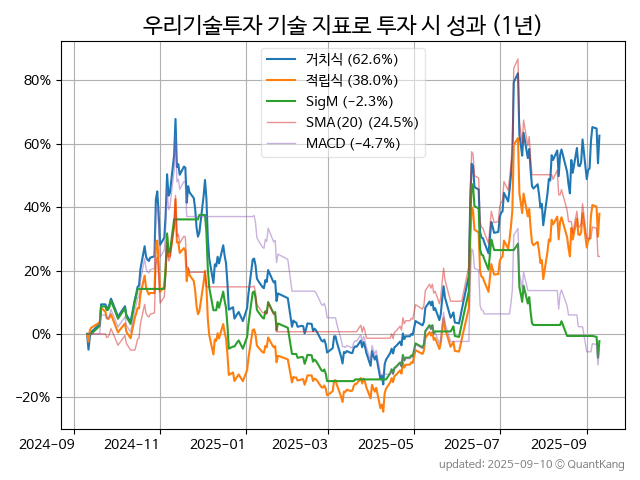 우리기술투자 기술 지표로 투자 시 성과 (1년)
거치식 (62.6%)
적립식 (38.0%)
SigM (−2.3%)
SMA(20) (24.5%)
MACD (−4.7%)
80%
60%
40%
20%
0%
−20%
2024-09 2024-11 2025-01 2025-03 2025-05 2025-07 2025-09
updated: 2025-09-10 © QuantKang